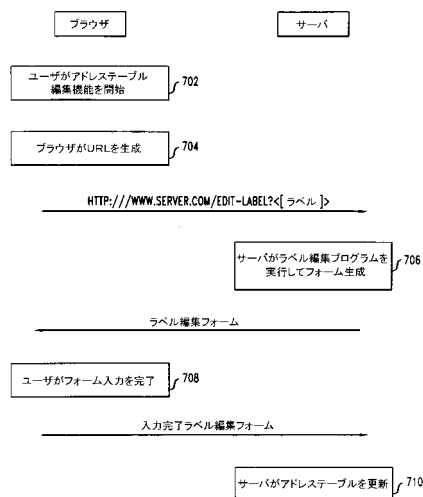 ブラウザ
サーバ
ユーザがアドレステーブル
編集機能を開始
702
ブラウザがURLを生成
704
HTTP:///WWW.SERVER.COM/EDIT-LABEL?<[ ラベル ]>
サーバがラベル編集プログラムを
実行してフォーム生成
706
ラベル編集フォーム
ユーザがフォーム入力を完了
708
入力完了ラベル編集フォーム
サーバがアドレステーブルを更新
710